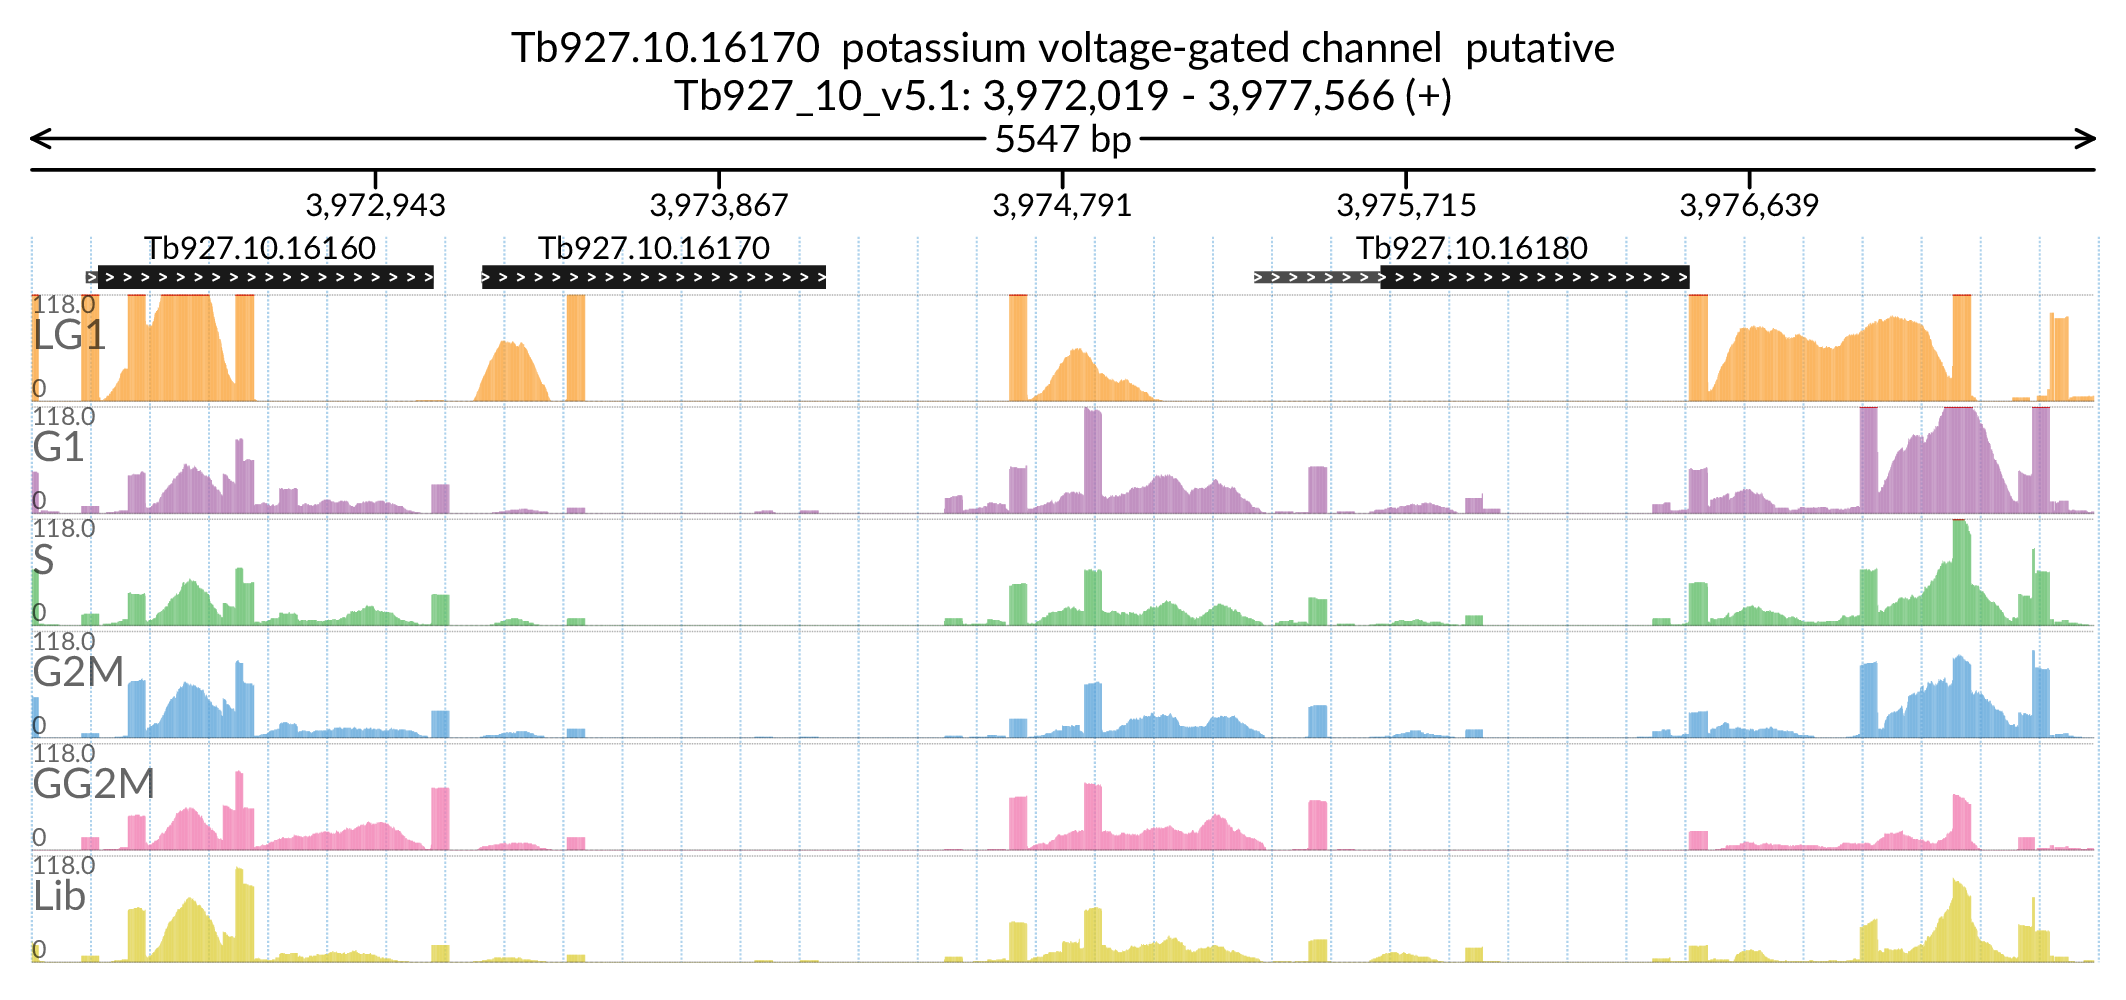 Tb927.10.16170  potassium voltage-gated channel  putative
Tb927_10_v5.1: 3,972,019 - 3,977,566 (+)
5547 bp
3,972,943 3,973,867 3,974,791 3,975,715 3,976,639
Tb927.10.16160 Tb927.10.16170 Tb927.10.16180
118.0
LG1
0
118.0
G1
0
118.0
S
0
118.0
G2M
0
118.0
GG2M
0
118.0
Lib
0